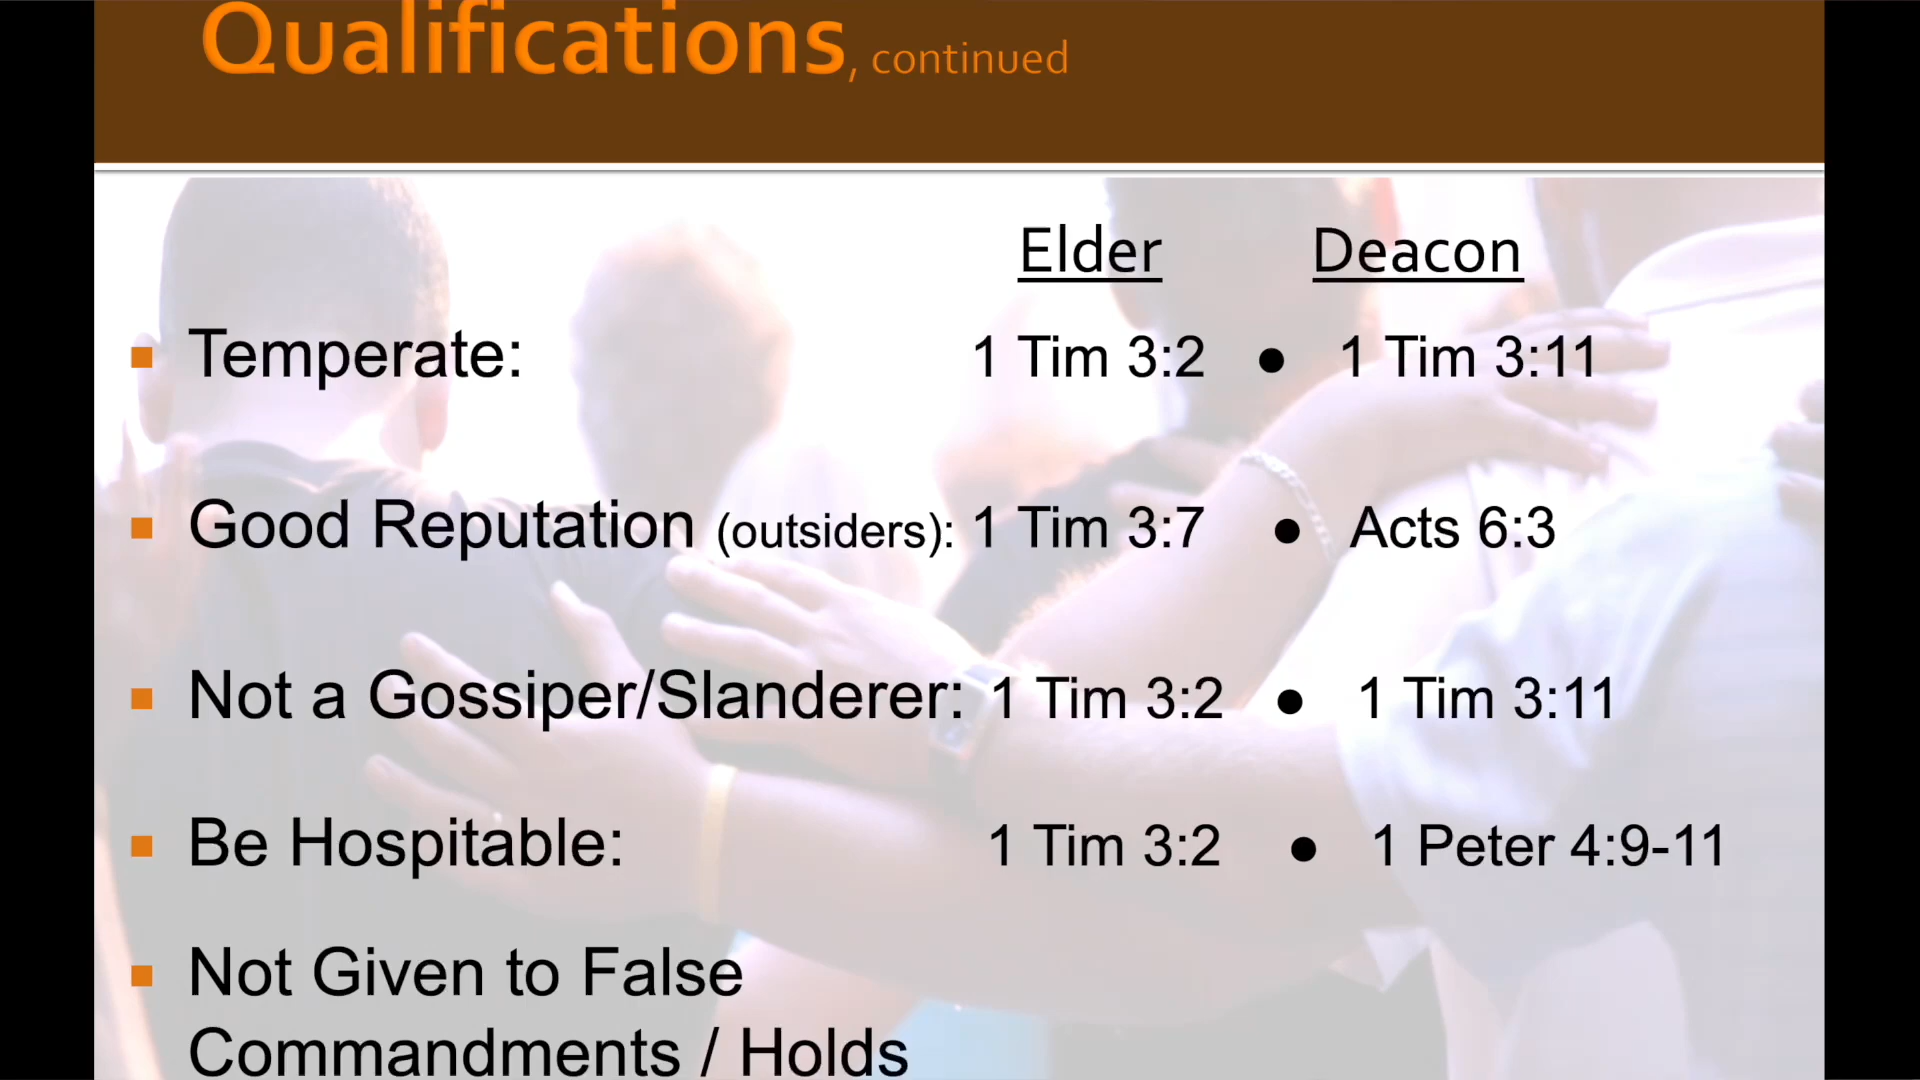 Qualifications, continued
Elder Deacon
▪ Temperate: 1 Tim 3:2 ● 1 Tim 3:11
▪ Good Reputation (outsiders): 1 Tim 3:7 ● Acts 6:3
▪ Not a Gossiper/Slanderer: 1 Tim 3:2 ● 1 Tim 3:11
▪ Be Hospitable: 1 Tim 3:2 ● 1 Peter 4:9-11
▪ Not Given to False
Commandments / Holds